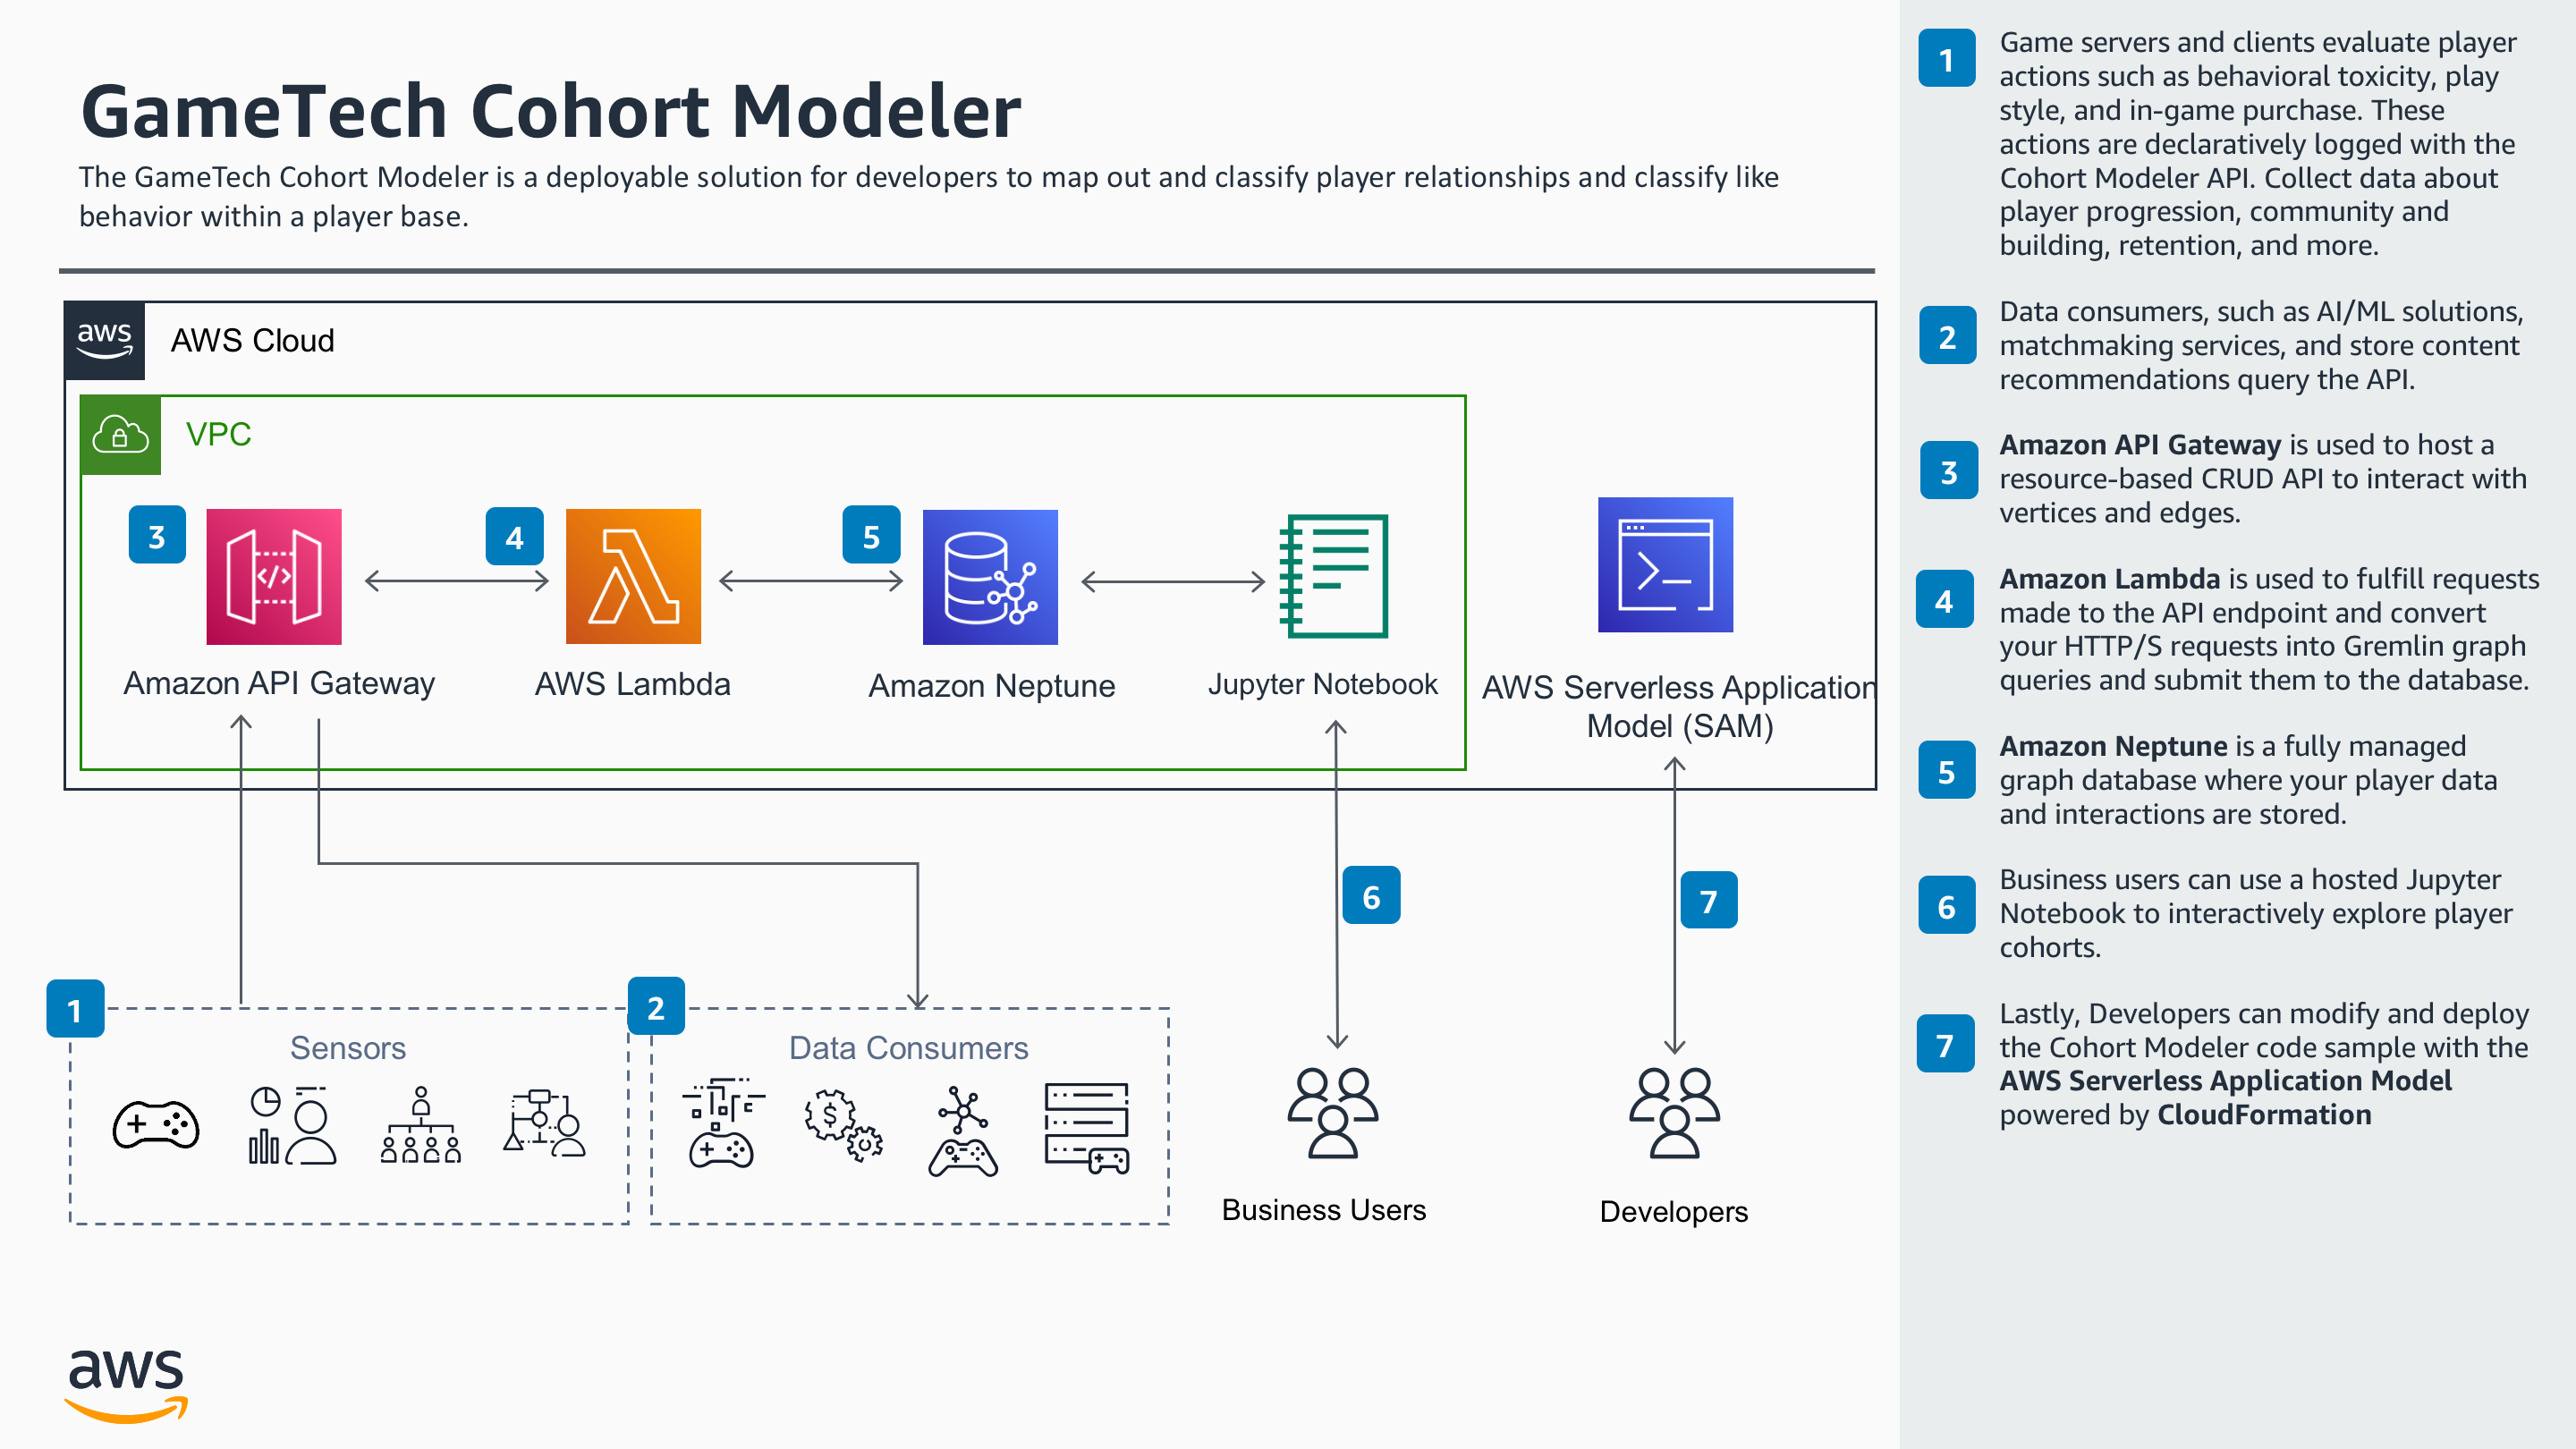 GameTech Cohort Modeler
The GameTech Cohort Modeler is a deployable solution for developers to map out and classify player relationships and classify like
behavior within a player base.
aws
AWS Cloud
VPC
3
4
5
</>
Amazon API Gateway
AWS Lambda
Amazon Neptune
Jupyter Notebook
AWS Serverless Application
Model (SAM)
6
7
1
Sensors
2
Data Consumers
$
Business Users
Developers
aws
1
Game servers and clients evaluate player
actions such as behavioral toxicity, play
style, and in-game purchase. These
actions are declaratively logged with the
Cohort Modeler API. Collect data about
player progression, community and
building, retention, and more.
2
Data consumers, such as AI/ML solutions,
matchmaking services, and store content
recommendations query the API.
3
Amazon API Gateway is used to host a
resource-based CRUD API to interact with
vertices and edges.
4
Amazon Lambda is used to fulfill requests
made to the API endpoint and convert
your HTTP/S requests into Gremlin graph
queries and submit them to the database.
5
Amazon Neptune is a fully managed
graph database where your player data
and interactions are stored.
6
Business users can use a hosted Jupyter
Notebook to interactively explore player
cohorts.
7
Lastly, Developers can modify and deploy
the Cohort Modeler code sample with the
AWS Serverless Application Model
powered by CloudFormation